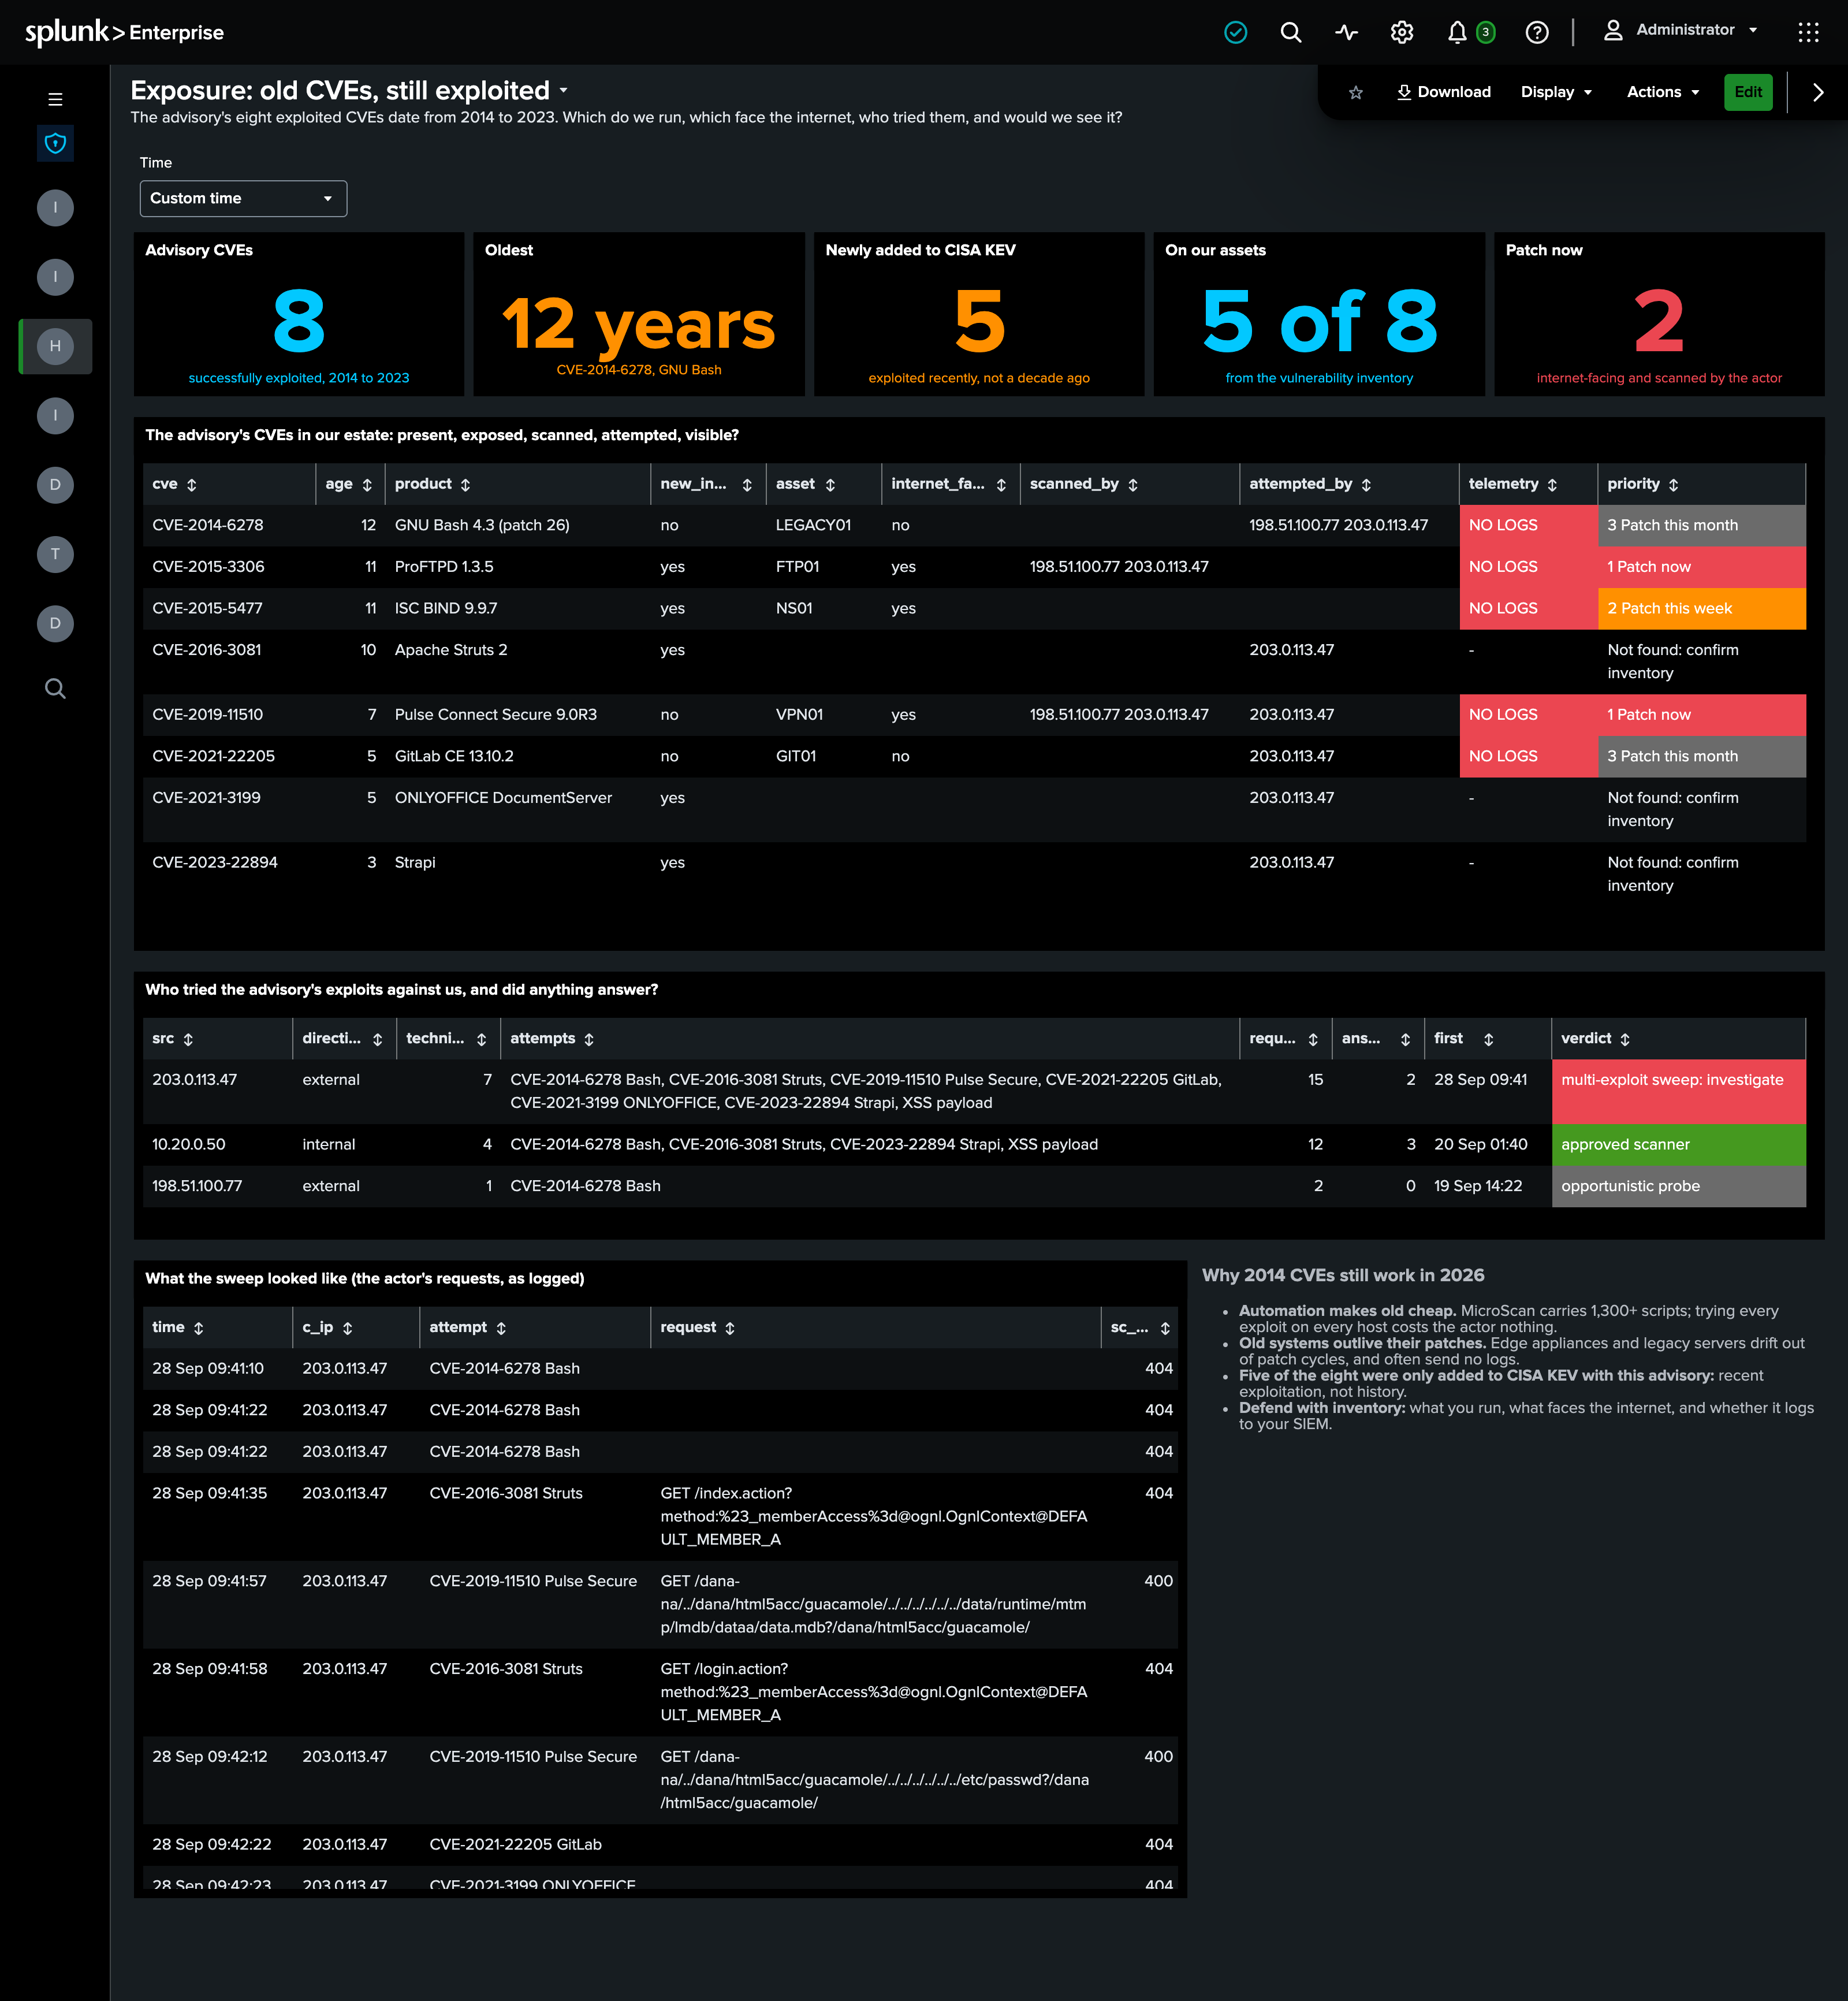 splunk> Enterprise
3
Administrator
Exposure: old CVEs, still exploited
The advisory's eight exploited CVEs date from 2014 to 2023. Which do we run, which face the internet, who tried them, and would we see it?
Download
Display
Actions
Edit
I
I
H
I
D
T
D
Time
Custom time
Advisory CVEs
8
successfully exploited, 2014 to 2023
Oldest
12 years
CVE-2014-6278, GNU Bash
Newly added to CISA KEV
5
exploited recently, not a decade ago
On our assets
5 of 8
from the vulnerability inventory
Patch now
2
internet-facing and scanned by the actor
The advisory's CVEs in our estate: present, exposed, scanned, attempted, visible?
cve age product new_in... asset internet_fa... scanned_by attempted_by telemetry priority
CVE-2014-6278 12 GNU Bash 4.3 (patch 26) no LEGACY01 no 198.51.100.77 203.0.113.47 NO LOGS 3 Patch this month
CVE-2015-3306 11 ProFTPD 1.3.5 yes FTP01 yes 198.51.100.77 203.0.113.47 NO LOGS 1 Patch now
CVE-2015-5477 11 ISC BIND 9.9.7 yes NS01 yes NO LOGS 2 Patch this week
CVE-2016-3081 10 Apache Struts 2 yes 203.0.113.47 - Not found: confirm
inventory
CVE-2019-11510 7 Pulse Connect Secure 9.0R3 no VPN01 yes 198.51.100.77 203.0.113.47 203.0.113.47 NO LOGS 1 Patch now
CVE-2021-22205 5 GitLab CE 13.10.2 no GIT01 no 203.0.113.47 NO LOGS 3 Patch this month
CVE-2021-3199 5 ONLYOFFICE DocumentServer yes 203.0.113.47 - Not found: confirm
inventory
CVE-2023-22894 3 Strapi yes 203.0.113.47 - Not found: confirm
inventory
Who tried the advisory's exploits against us, and did anything answer?
src directi... techni... attempts requ... ans... first verdict
203.0.113.47 external 7 CVE-2014-6278 Bash, CVE-2016-3081 Struts, CVE-2019-11510 Pulse Secure, CVE-2021-22205 GitLab, 15 2 28 Sep 09:41 multi-exploit sweep: investigate
CVE-2021-3199 ONLYOFFICE, CVE-2023-22894 Strapi, XSS payload
10.20.0.50 internal 4 CVE-2014-6278 Bash, CVE-2016-3081 Struts, CVE-2023-22894 Strapi, XSS payload 12 3 20 Sep 01:40 approved scanner
198.51.100.77 external 1 CVE-2014-6278 Bash 2 0 19 Sep 14:22 opportunistic probe
What the sweep looked like (the actor's requests, as logged)
time c_ip attempt request sc_...
28 Sep 09:41:10 203.0.113.47 CVE-2014-6278 Bash 404
28 Sep 09:41:22 203.0.113.47 CVE-2014-6278 Bash 404
28 Sep 09:41:22 203.0.113.47 CVE-2014-6278 Bash 404
28 Sep 09:41:35 203.0.113.47 CVE-2016-3081 Struts GET /index.action? 404
method:%23_memberAccess%3d@ognl.OgnlContext@DEFA
ULT_MEMBER_A
28 Sep 09:41:57 203.0.113.47 CVE-2019-11510 Pulse Secure GET /dana- 400
na/../dana/html5acc/guacamole/../../../../../../data/runtime/mtm
p/lmdb/dataa/data.mdb?/dana/html5acc/guacamole/
28 Sep 09:41:58 203.0.113.47 CVE-2016-3081 Struts GET /login.action? 404
method:%23_memberAccess%3d@ognl.OgnlContext@DEFA
ULT_MEMBER_A
28 Sep 09:42:12 203.0.113.47 CVE-2019-11510 Pulse Secure GET /dana- 400
na/../dana/html5acc/guacamole/../../../../../../etc/passwd?/dana
/html5acc/guacamole/
28 Sep 09:42:22 203.0.113.47 CVE-2021-22205 GitLab 404
28 Sep 09:42:23 203.0.113.47 CVE-2021-3199 ONLYOFFICE 404
Why 2014 CVEs still work in 2026
• Automation makes old cheap. MicroScan carries 1,300+ scripts; trying every
exploit on every host costs the actor nothing.
• Old systems outlive their patches. Edge appliances and legacy servers drift out
of patch cycles, and often send no logs.
• Five of the eight were only added to CISA KEV with this advisory: recent
exploitation, not history.
• Defend with inventory: what you run, what faces the internet, and whether it logs
to your SIEM.